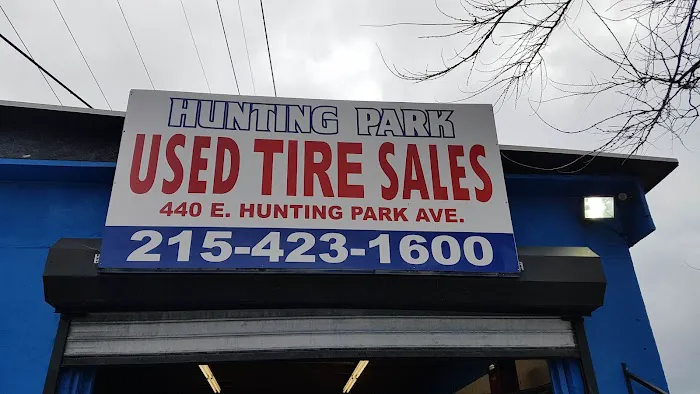 HUNTING PARK
USED TIRE SALES
440 E. HUNTING PARK AVE.
215-423-1600